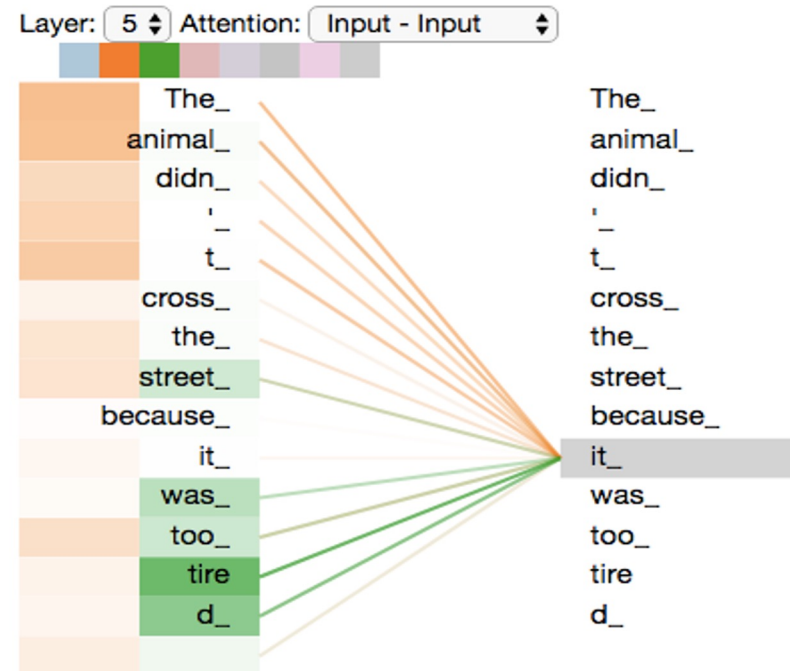 Layer: 5 Attention: Input - Input
The_ The_
animal_ animal_
didn_ didn_
'_ '_
t_ t_
cross_ cross_
the_ the_
street_ street_
because_ because_
it_ it_
was_ was_
too_ too_
tire tire
d_ d_